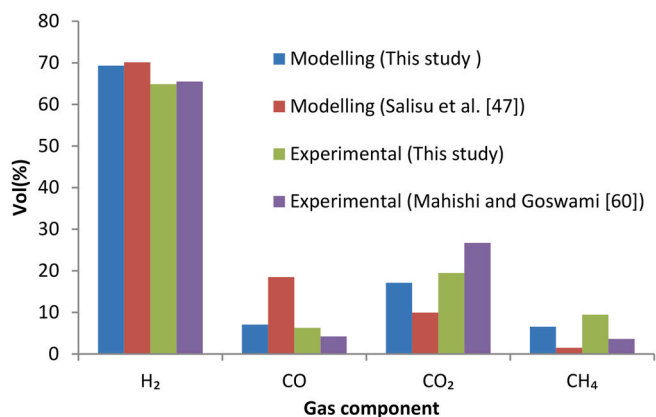 80
70
60
50
40
30
20
10
0
Vol(%)
Modelling (This study )
Modelling (Salisu et al. [47])
Experimental (This study)
Experimental (Mahishi and Goswami [60])
H₂ CO CO₂ CH₄
Gas component